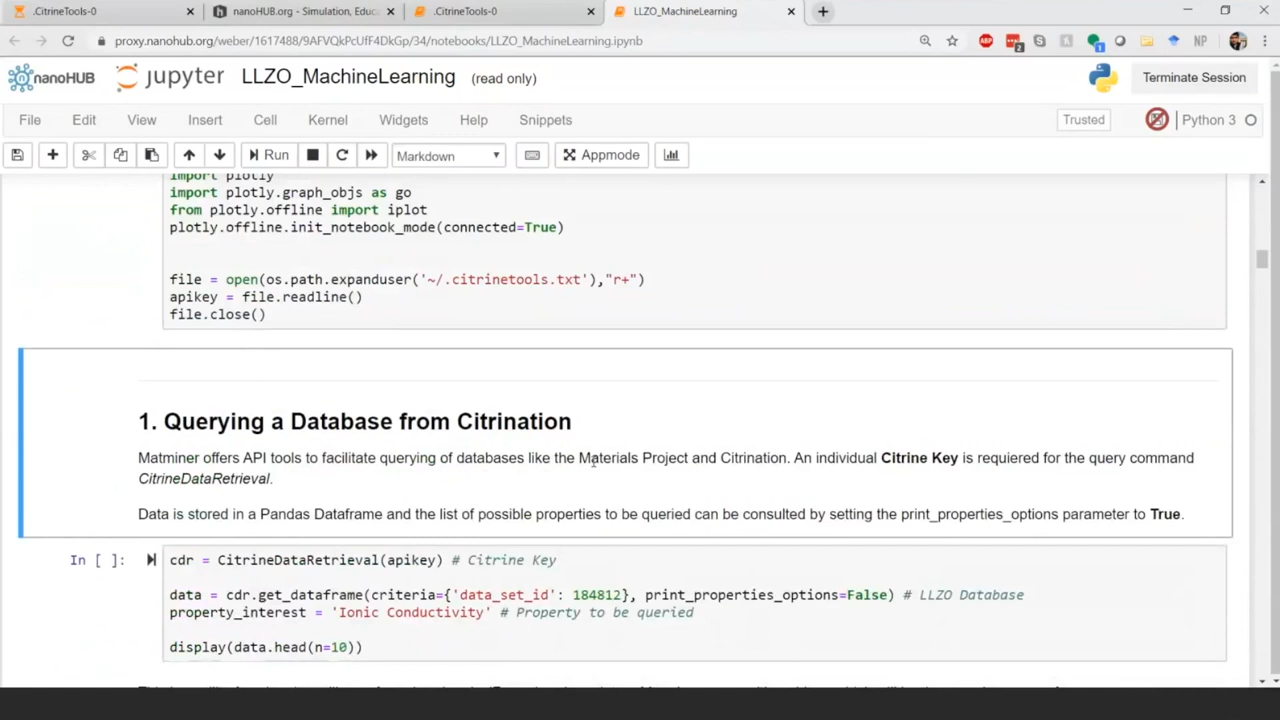 .CitrineTools-0
nanoHUB.org - Simulation, Educa
.CitrineTools-0
LLZO_MachineLearning
proxy.nanohub.org/weber/1617488/9AFVQkPcUfF4DkGp/34/notebooks/LLZO_MachineLearning.ipynb
ABP
2
1
NP
nanoHUB
jupyter
LLZO_MachineLearning
(read only)
Terminate Session
File
Edit
View
Insert
Cell
Kernel
Widgets
Help
Snippets
Trusted
Python 3
Run
Markdown
Appmode
import plotly
import plotly.graph_objs as go
from plotly.offline import iplot
plotly.offline.init_notebook_mode(connected=True)
file = open(os.path.expanduser('~/.citrinetools.txt'),"r+")
apikey = file.readline()
file.close()
1. Querying a Database from Citrination
Matminer offers API tools to facilitate querying of databases like the Materials Project and Citrination. An individual Citrine Key is requiered for the query command
CitrineDataRetrieval.
Data is stored in a Pandas Dataframe and the list of possible properties to be queried can be consulted by setting the print_properties_options parameter to True.
In [ ]:
cdr = CitrineDataRetrieval(apikey) # Citrine Key
data = cdr.get_dataframe(criteria={'data_set_id': 184812}, print_properties_options=False) # LLZO Database
property_interest = 'Ionic Conductivity' # Property to be queried
display(data.head(n=10))